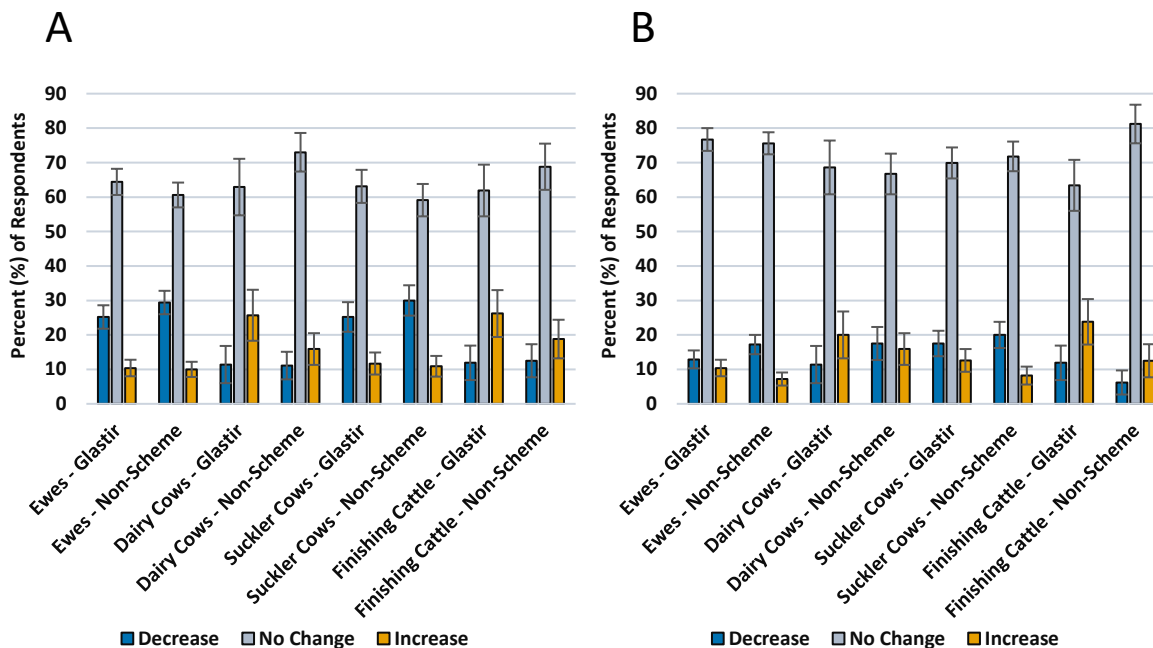 A
Percent (%) of Respondents
90
80
70
60
50
40
30
20
10
0
Ewes - Glastir
Ewes - Non-Scheme
Dairy Cows - Glastir
Dairy Cows - Non-Scheme
Suckler Cows - Glastir
Suckler Cows - Non-Scheme
Finishing Cattle - Glastir
Finishing Cattle - Non-Scheme
Decrease No Change Increase
B
Percent (%) of Respondents
90
80
70
60
50
40
30
20
10
0
Ewes - Glastir
Ewes - Non-Scheme
Dairy Cows - Glastir
Dairy Cows - Non-Scheme
Suckler Cows - Glastir
Suckler Cows - Non-Scheme
Finishing Cattle - Glastir
Finishing Cattle - Non-Scheme
Decrease No Change Increase